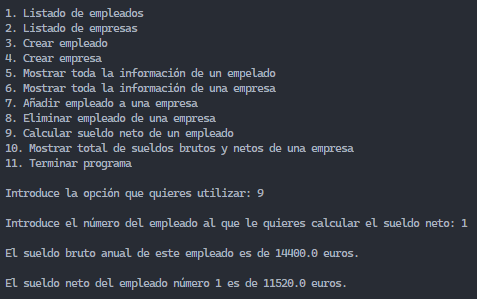 1. Listado de empleados
2. Listado de empresas
3. Crear empleado
4. Crear empresa
5. Mostrar toda la información de un empelado
6. Mostrar toda la información de una empresa
7. Añadir empleado a una empresa
8. Eliminar empleado de una empresa
9. Calcular sueldo neto de un empleado
10. Mostrar total de sueldos brutos y netos de una empresa
11. Terminar programa
Introduce la opción que quieres utilizar: 9
Introduce el número del empleado al que le quieres calcular el sueldo neto: 1
El sueldo bruto anual de este empleado es de 14400.0 euros.
El sueldo neto del empleado número 1 es de 11520.0 euros.